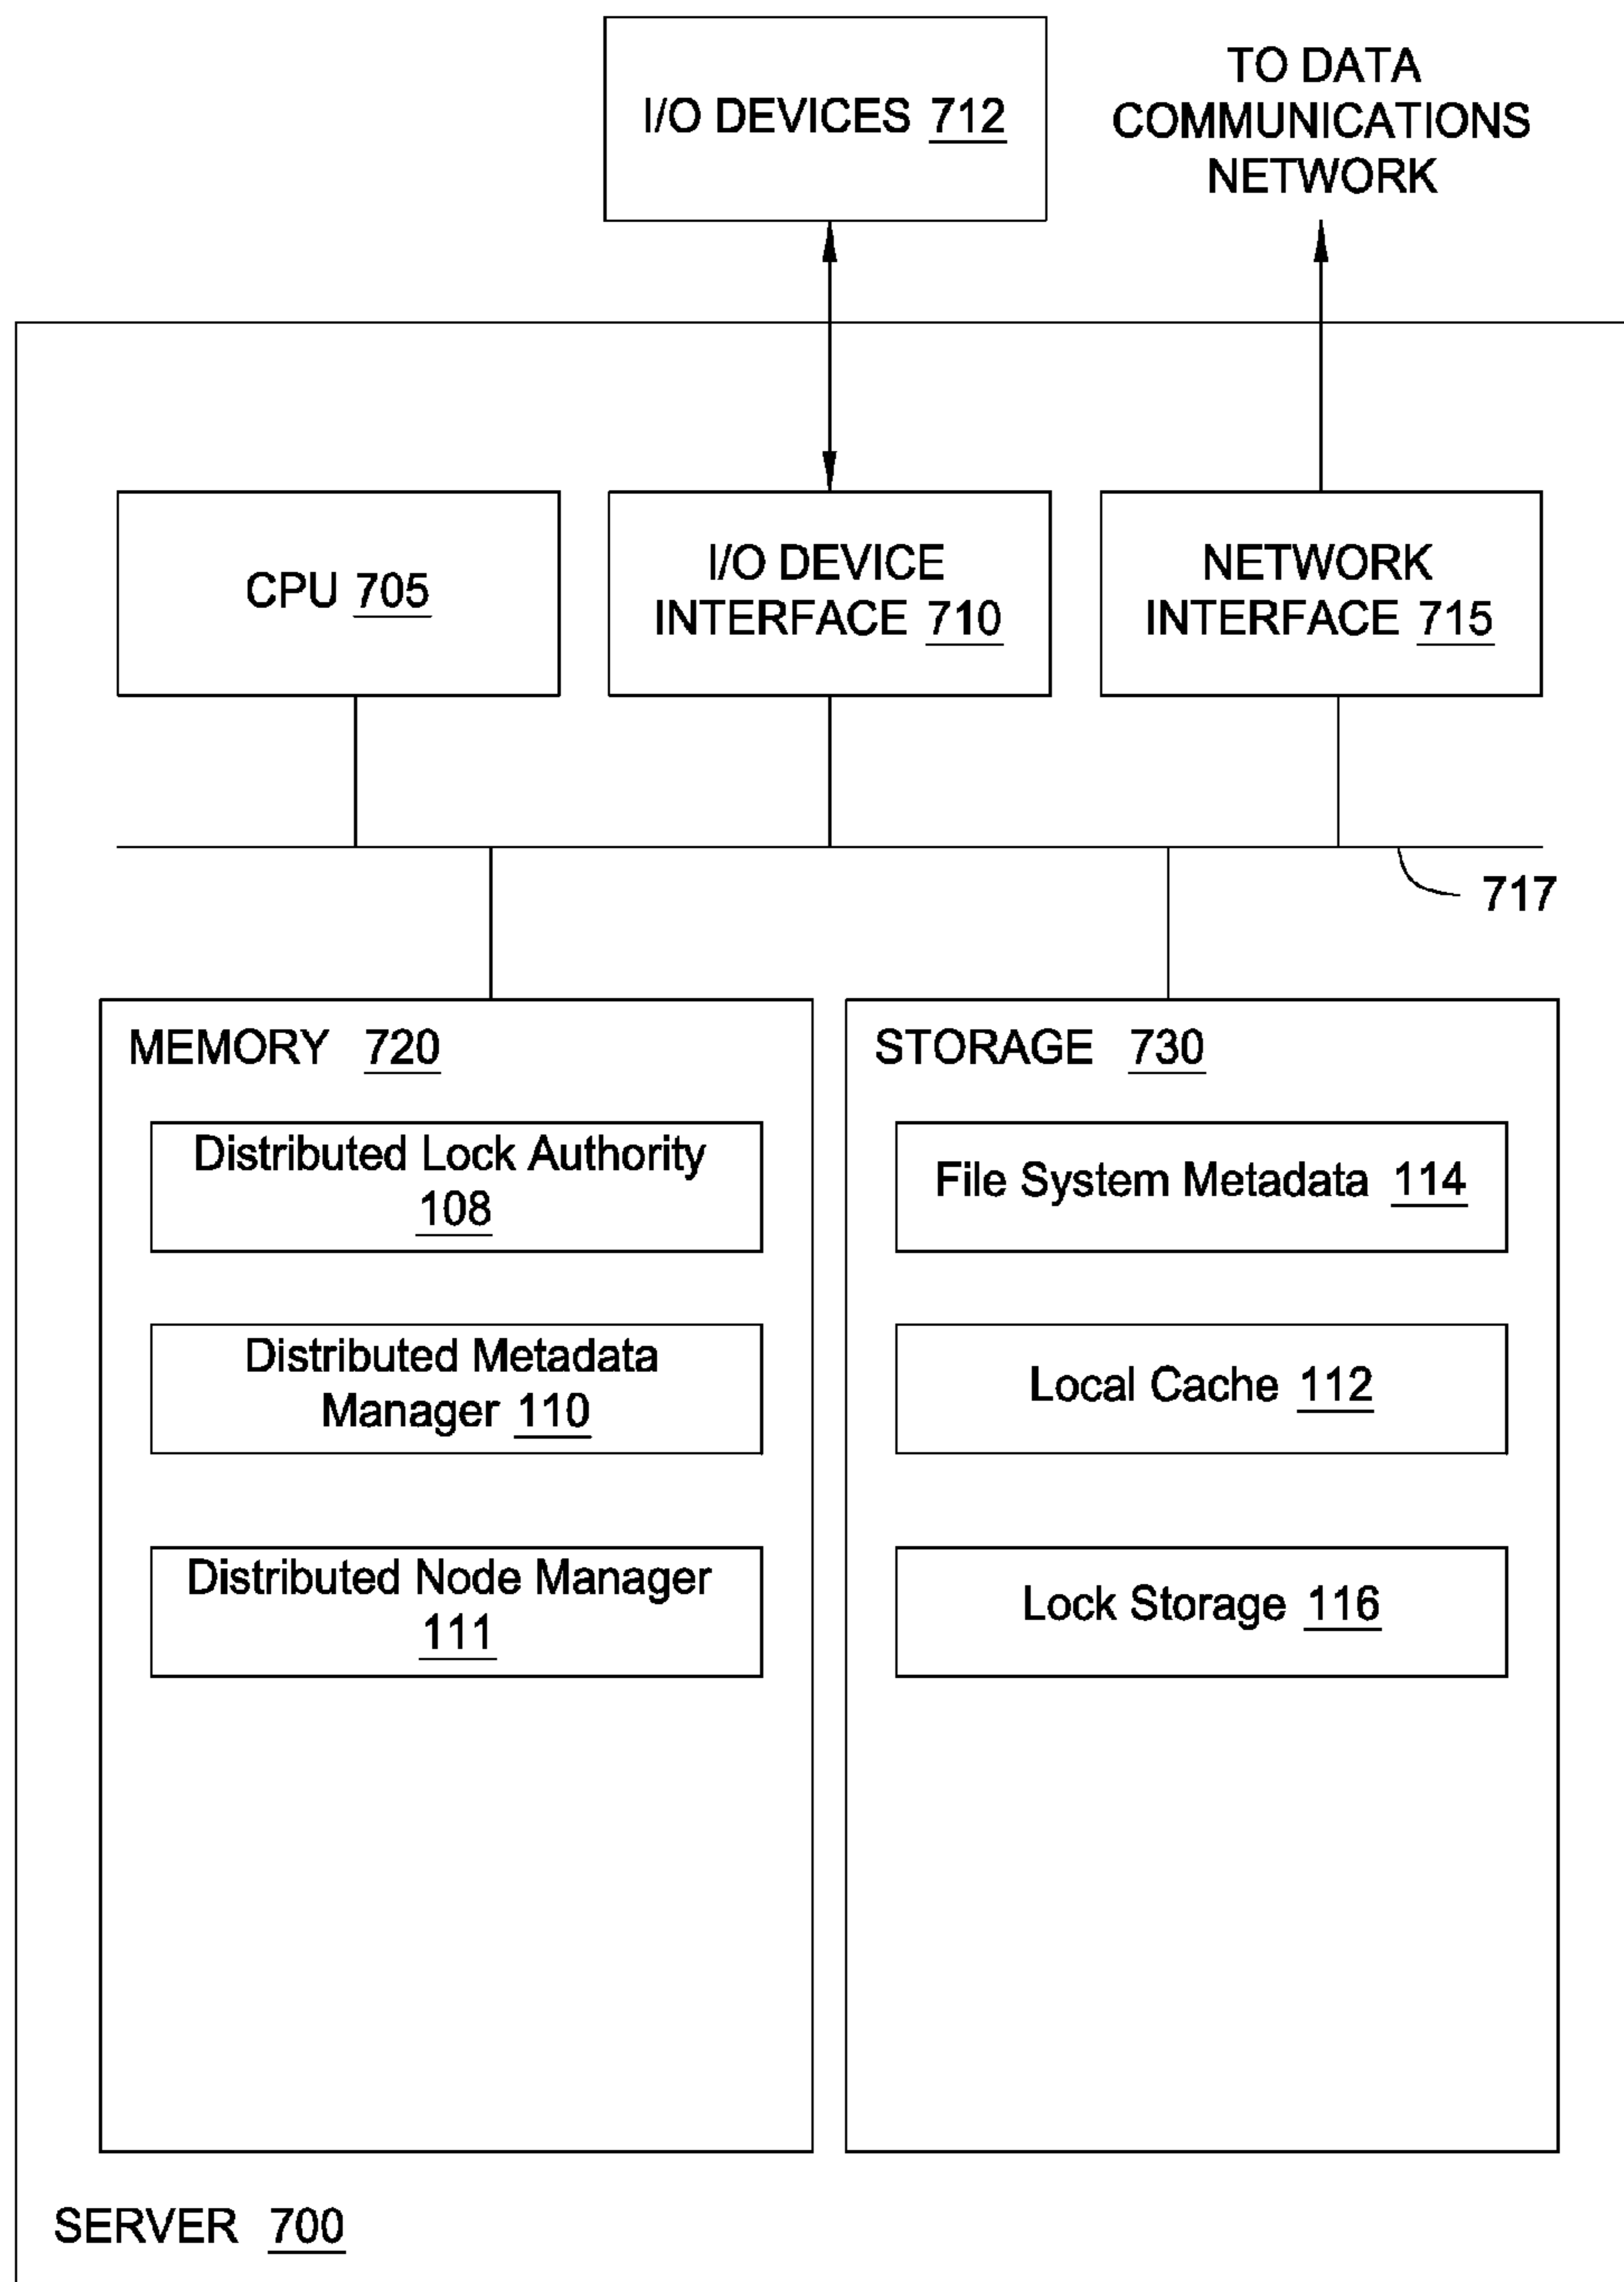 I/O DEVICES 712
TO DATA
COMMUNICATIONS
NETWORK
CPU 705
I/O DEVICE
INTERFACE 710
NETWORK
INTERFACE 715
717
MEMORY 720
Distributed Lock Authority
108
Distributed Metadata
Manager 110
Distributed Node Manager
111
STORAGE 730
File System Metadata 114
Local Cache 112
Lock Storage 116
SERVER 700